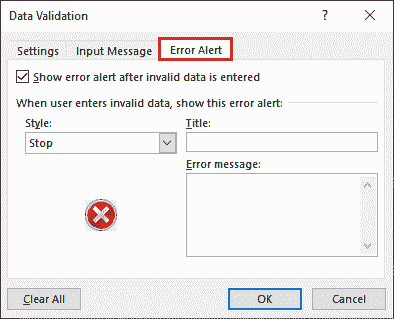 Data Validation
Settings Input Message Error Alert
Show error alert after invalid data is entered
When user enters invalid data, show this error alert:
Style: Title:
Stop
Error message:
Clear All OK Cancel